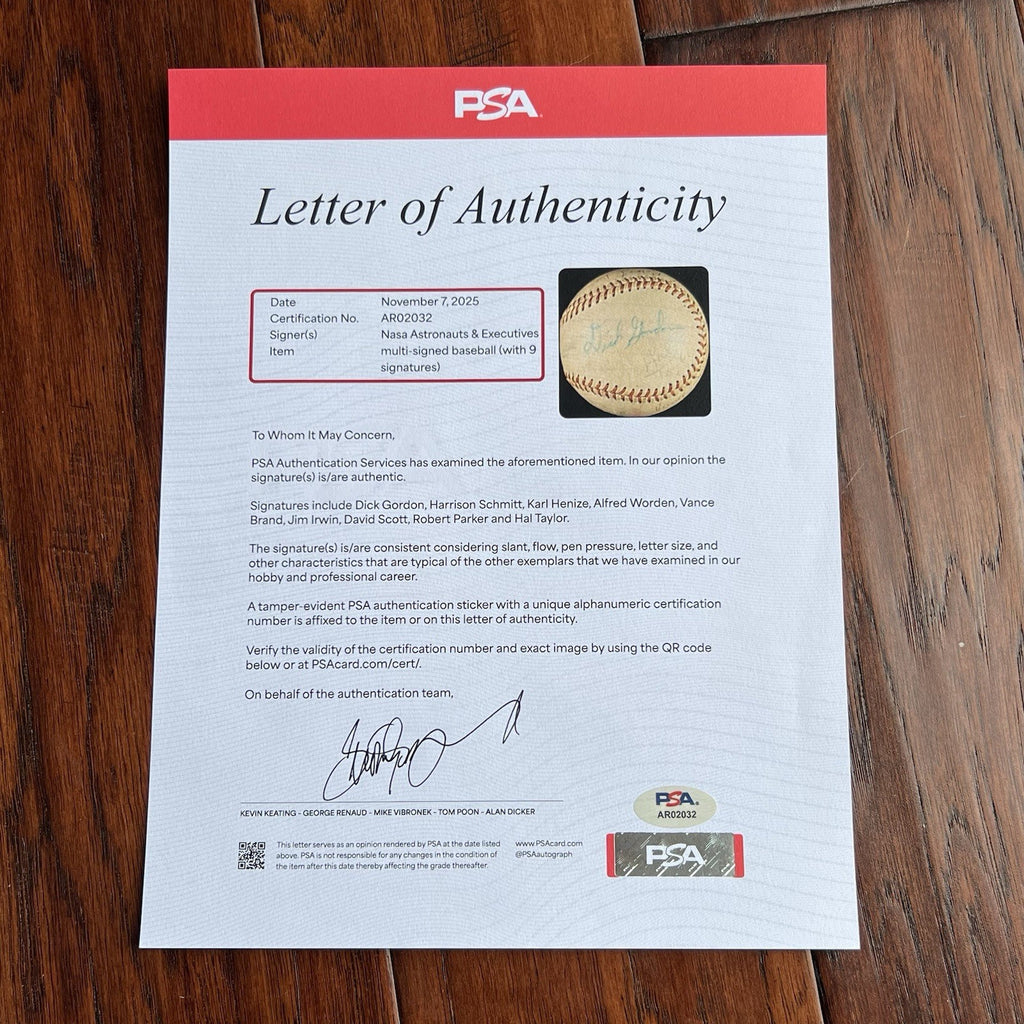 PSA
Letter of Authenticity
Date November 7, 2025
Certification No. AR02032
Signer(s) Nasa Astronauts & Executives
Item multi-signed baseball (with 9
signatures)
Dick Gordon
To Whom It May Concern,
PSA Authentication Services has examined the aforementioned item. In our opinion the
signature(s) is/are authentic.
Signatures include Dick Gordon, Harrison Schmitt, Karl Henize, Alfred Worden, Vance
Brand, Jim Irwin, David Scott, Robert Parker and Hal Taylor.
The signature(s) is/are consistent considering slant, flow, pen pressure, letter size, and
other characteristics that are typical of the other exemplars that we have examined in our
hobby and professional career.
A tamper-evident PSA authentication sticker with a unique alphanumeric certification
number is affixed to the item or on this letter of authenticity.
Verify the validity of the certification number and exact image by using the QR code
below or at PSAcard.com/cert/.
On behalf of the authentication team,
KEVIN KEATING - GEORGE RENAUD - MIKE VIBRONEK - TOM POON - ALAN DICKER
This letter serves as an opinion rendered by PSA at the date listed
above. PSA is not responsible for any changes in the condition of
the item after this date thereby affecting the grade thereafter.
www.PSAcard.com
@PSAautograph
PSA
AR02032
PSA